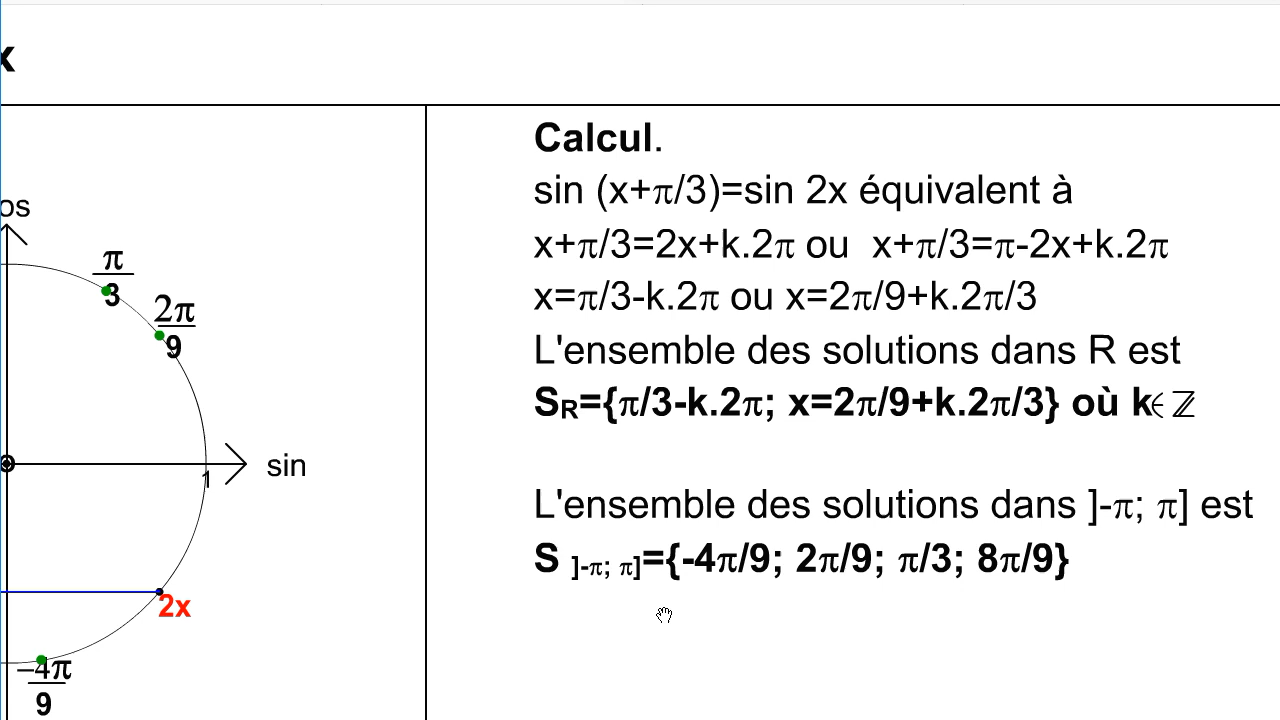 x
Calcul.
sin (x+π/3)=sin 2x équivalent à
x+π/3=2x+k.2π ou x+π/3=π-2x+k.2π
x=π/3-k.2π ou x=2π/9+k.2π/3
L'ensemble des solutions dans R est
SR={π/3-k.2π; x=2π/9+k.2π/3} où k∈ ℤ
L'ensemble des solutions dans ]-π; π] est
S ]-π; π]={-4π/9; 2π/9; π/3; 8π/9}
os
π
3
2π
9
sin
1
2x
−4π
9